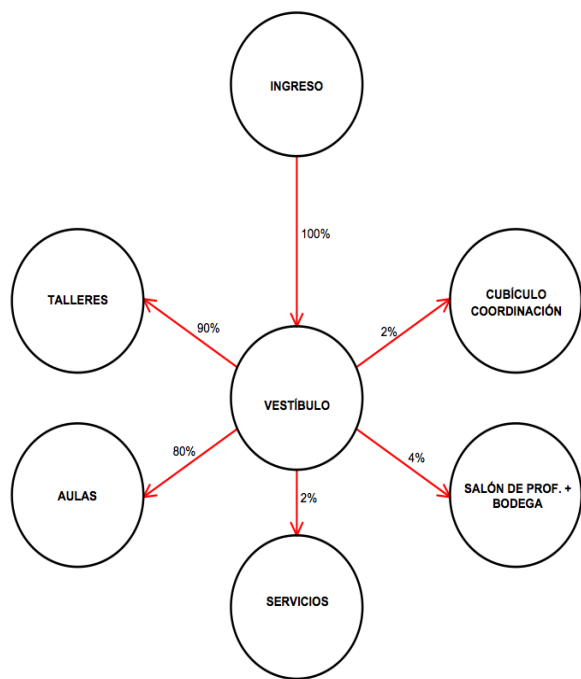 INGRESO
100%
TALLERES
CUBÍCULO
COORDINACIÓN
90%
2%
VESTÍBULO
80%
4%
AULAS
SALÓN DE PROF. +
BODEGA
2%
SERVICIOS